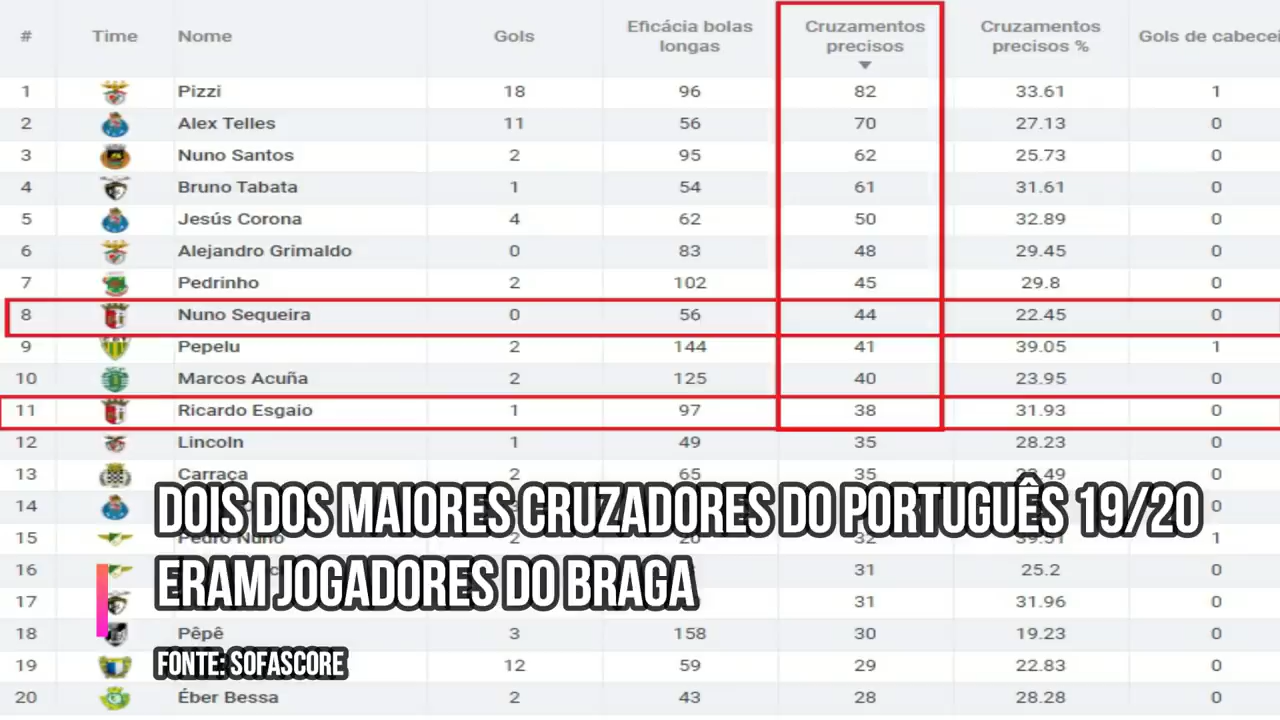 # Time Nome Gols Eficácia bolas longas Cruzamentos precisos Cruzamentos precisos % Gols de cabecei
1 Pizzi 18 96 82 33.61 1
2 Alex Telles 11 56 70 27.13 0
3 Nuno Santos 2 95 62 25.73 0
4 Bruno Tabata 1 54 61 31.61 0
5 Jesús Corona 4 62 50 32.89 0
6 Alejandro Grimaldo 0 83 48 29.45 0
7 Pedrinho 2 102 45 29.8 0
8 Nuno Sequeira 0 56 44 22.45 0
9 Pepelu 2 144 41 39.05 1
10 Marcos Acuña 2 125 40 23.95 0
11 Ricardo Esgaio 1 97 38 31.93 0
12 Lincoln 1 49 35 28.23 0
13 Carraça 2 65 35 0
14 0
DOIS DOS MAIORES CRUZADORES DO PORTUGUÊS 19/20
15 Pedro Nuno 2 20 32 1
16 31 25.2 0
ERAM JOGADORES DO BRAGA
17 31 31.96 0
18 Pêpê 3 158 30 19.23 0
19 12 59 29 22.83 0
FONTE: SOFASCORE
20 Éber Bessa 2 43 28 28.28 0